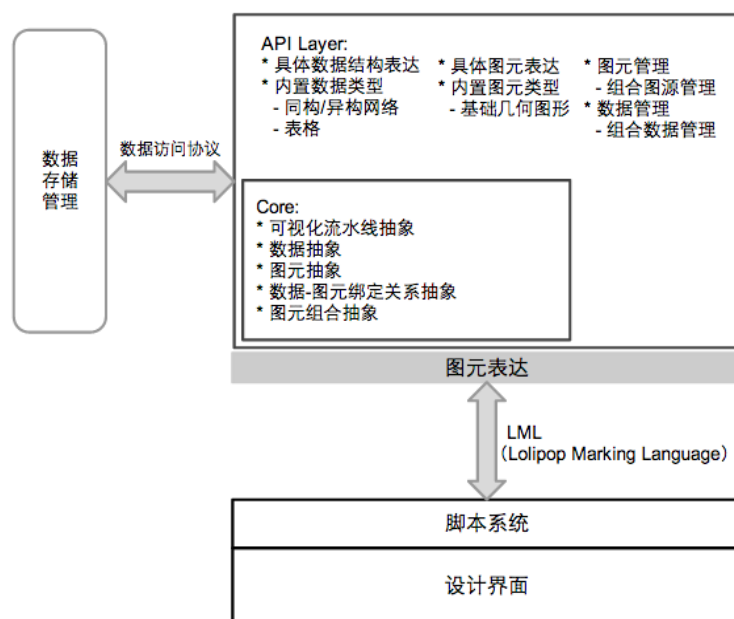 API Layer:
* 具体数据结构表达
* 内置数据类型
- 同构/异构网络
- 表格
* 具体图元表达
* 内置图元类型
- 基础几何图形
* 图元管理
- 组合图源管理
* 数据管理
- 组合数据管理
数据
存储
管理
数据访问协议
Core:
* 可视化流水线抽象
* 数据抽象
* 图元抽象
* 数据-图元绑定关系抽象
* 图元组合抽象
图元表达
LML
（Lolipop Marking Language）
脚本系统
设计界面